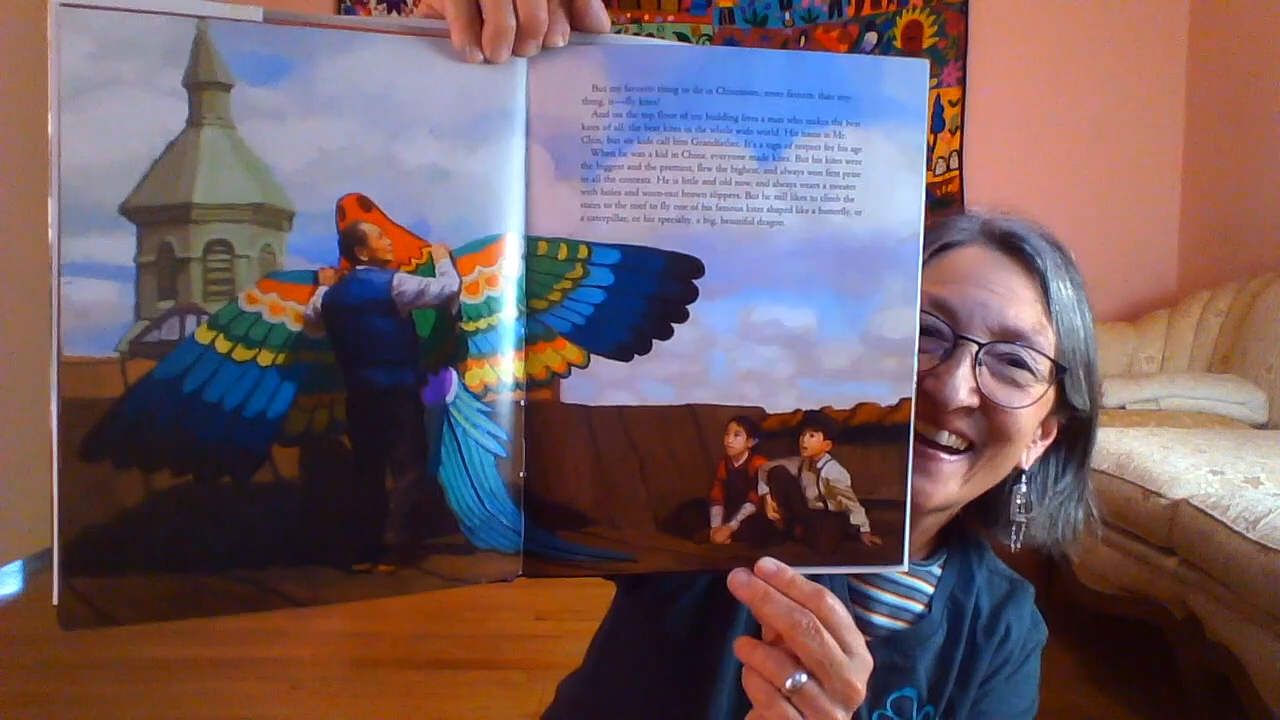 But my favorite thing to do in Chinatown, more favorite than any-
thing, is—fly kites!
And on the top floor of my building lives a man who makes the best
kites of all, the best kites in the whole wide world. His name is Mr.
Chin, but we kids call him Grandfather. It's a sign of respect for his age.
When he was a kid in China, everyone made kites. But his kites were
the biggest and the prettiest, flew the highest, and always won first prize
in all the contests. He is little and old now, and always wears a sweater
with holes and worn-out brown slippers. But he still likes to climb the
stairs to the roof to fly one of his famous kites shaped like a butterfly, or
a caterpillar, or his specialty, a big, beautiful dragon.